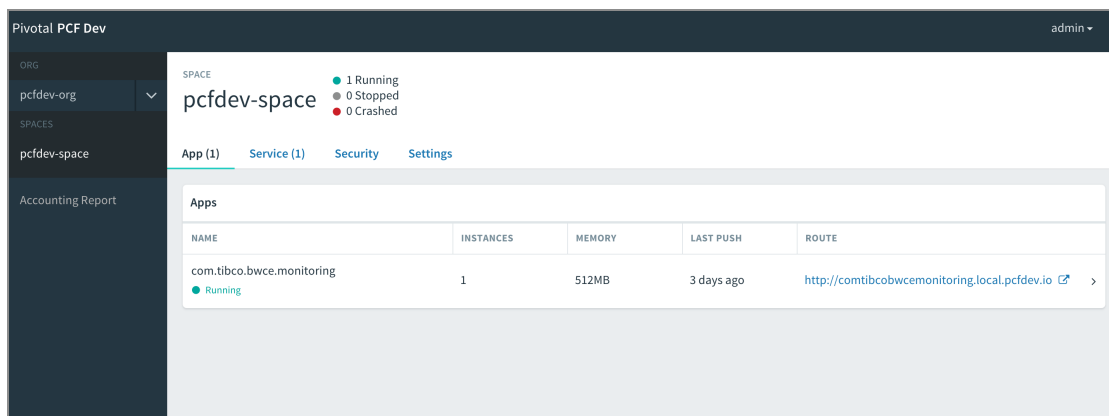 Pivotal PCF Dev
admin
ORG
pcfdev-org
SPACES
pcfdev-space
Accounting Report
SPACE
pcfdev-space
1 Running
0 Stopped
0 Crashed
App (1) Service (1) Security Settings
Apps
NAME INSTANCES MEMORY LAST PUSH ROUTE
com.tibco.bwce.monitoring 1 512MB 3 days ago http://comtibcobwcemonitoring.local.pcfdev.io
Running